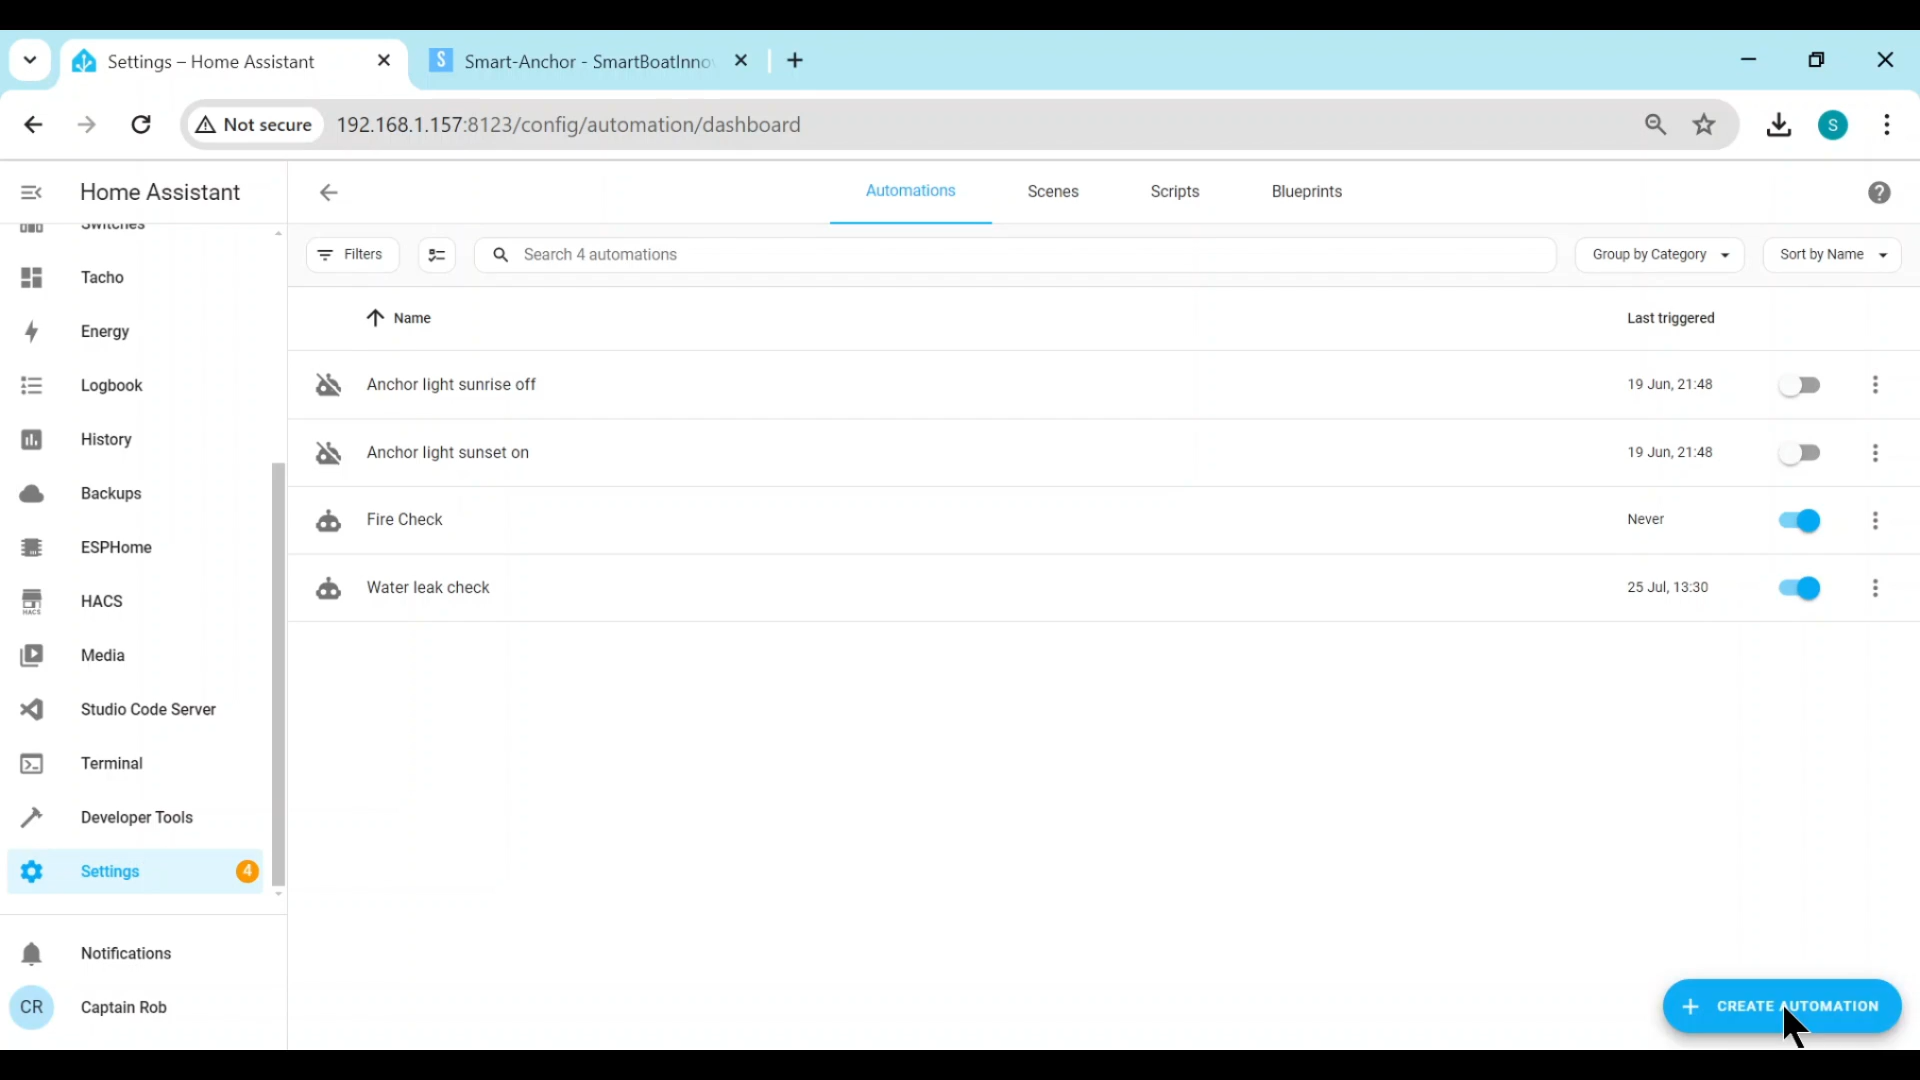 Settings – Home Assistant
S
Smart-Anchor - SmartBoatInno
Not secure
192.168.1.157:8123/config/automation/dashboard
S
Home Assistant
Automations
Scenes
Scripts
Blueprints
Switches
Filters
Search 4 automations
Group by Category
Sort by Name
Tacho
Name
Last triggered
Energy
Anchor light sunrise off
19 Jun, 21:48
Logbook
History
Anchor light sunset on
19 Jun, 21:48
Backups
Fire Check
Never
ESPHome
Water leak check
25 Jul, 13:30
HACS
HACS
Media
Studio Code Server
Terminal
Developer Tools
Settings
4
Notifications
CR
Captain Rob
CREATE AUTOMATION